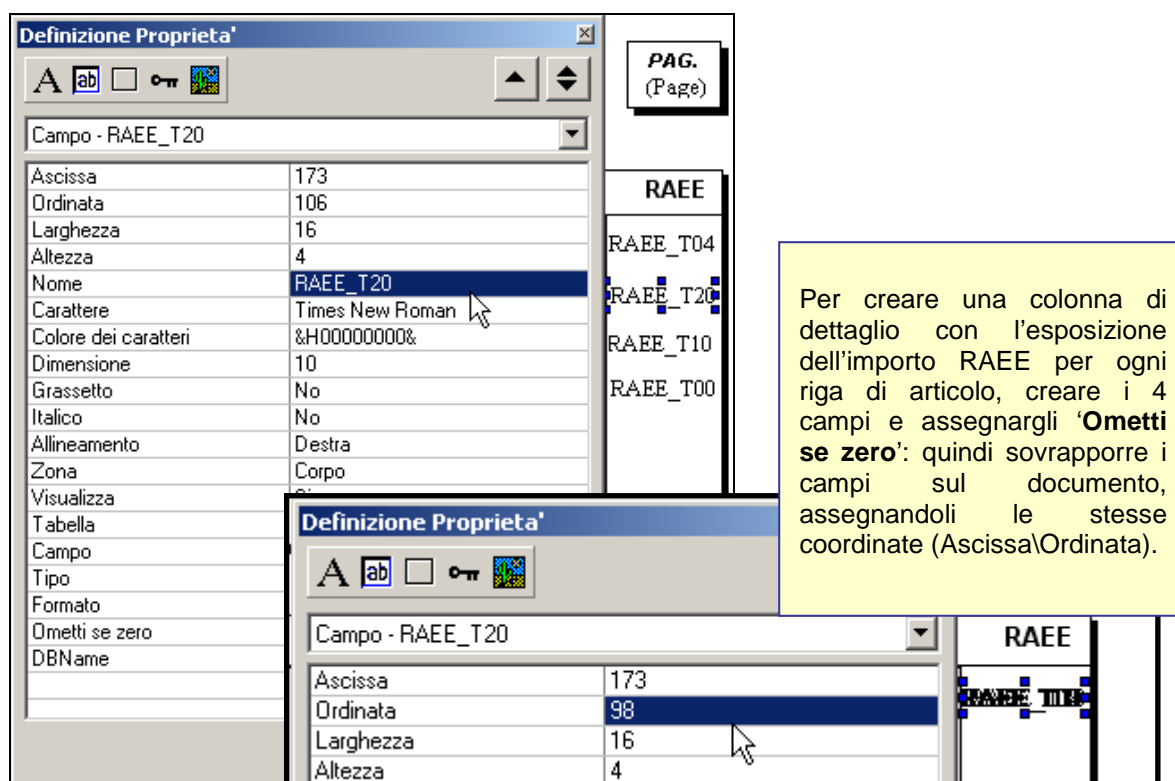 Definizione Proprieta'
A ab
Campo - RAEE_T20
Ascissa 173
Ordinata 106
Larghezza 16
Altezza 4
Nome RAEE_T20
Carattere Times New Roman
Colore dei caratteri &H00000000&
Dimensione 10
Grassetto No
Italico No
Allineamento Destra
Zona Corpo
Visualizza
Tabella
Campo
Tipo
Formato
Ometti se zero
DBName
PAG.
(Page)
RAEE
RAEE_T04
RAEE_T20
RAEE_T10
RAEE_T00
Per creare una colonna di
dettaglio con l'esposizione
dell'importo RAEE per ogni
riga di articolo, creare i 4
campi e assegnargli ‘Ometti
se zero’: quindi sovrapporre i
campi sul documento,
assegnandoli le stesse
coordinate (Ascissa\Ordinata).
Definizione Proprieta'
A ab
Campo - RAEE_T20
Ascissa 173
Ordinata 98
Larghezza 16
Altezza 4
RAEE